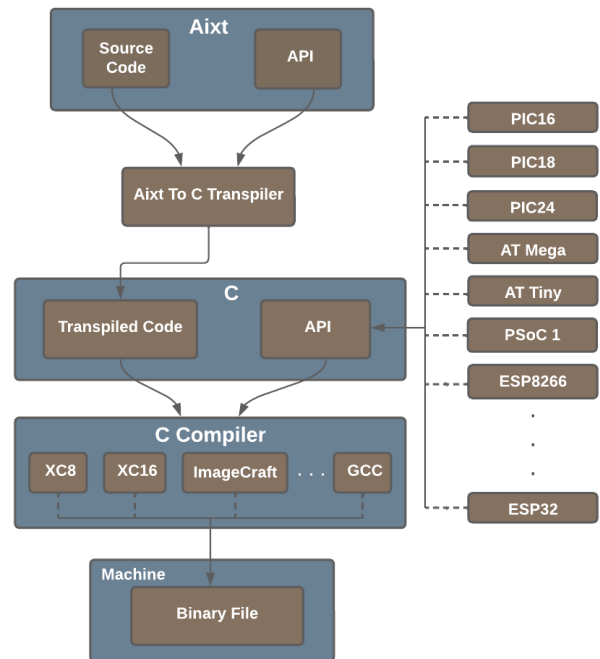 Aixt
Source
Code
API
Aixt To C Transpiler
C
Transpiled Code
API
C Compiler
XC8
XC16
ImageCraft
. . .
GCC
Machine
Binary File
PIC16
PIC18
PIC24
AT Mega
AT Tiny
PSoC 1
ESP8266
.
.
.
ESP32